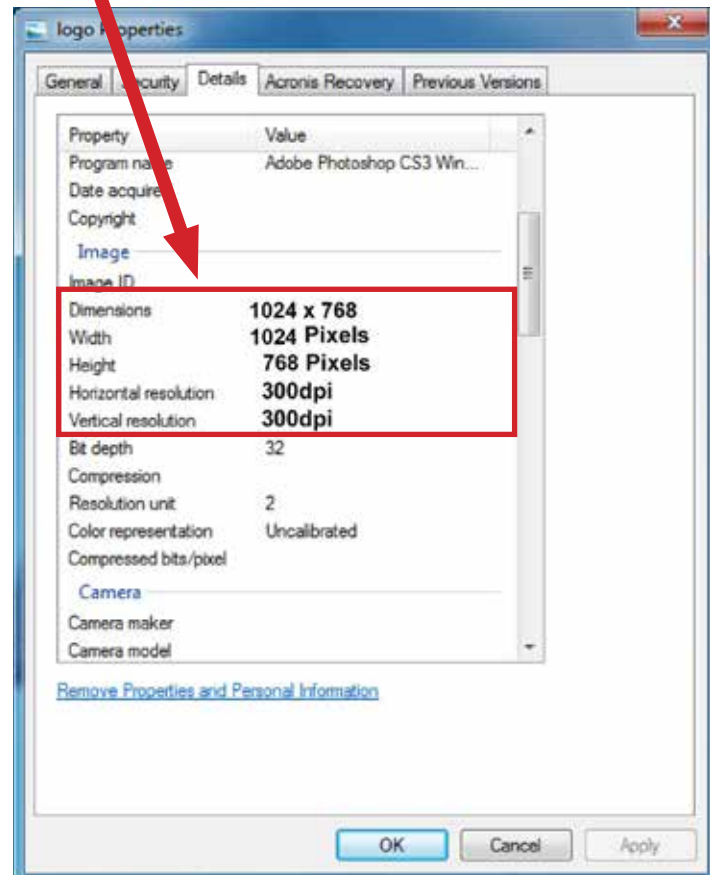 logo Properties
General Security Details Acronis Recovery Previous Versions
Property Value
Program name Adobe Photoshop CS3 Win...
Date acquired
Copyright
Image
Image ID
Dimensions 1024 x 768
Width 1024 Pixels
Height 768 Pixels
Horizontal resolution 300dpi
Vertical resolution 300dpi
Bit depth 32
Compression
Resolution unit 2
Color representation Uncalibrated
Compressed bits/pixel
Camera
Camera maker
Camera model
Remove Properties and Personal Information
OK Cancel Apply